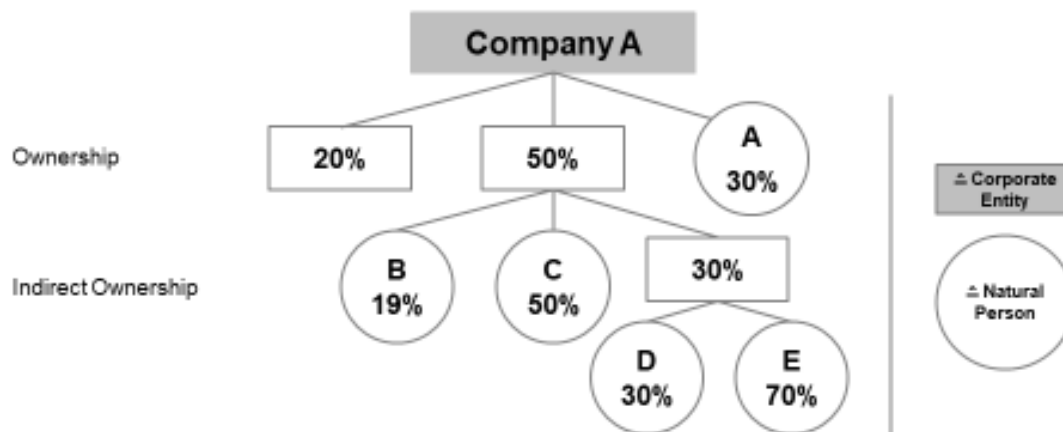 Company A
Ownership
20%
50%
A
30%
≙ Corporate
Entity
Indirect Ownership
B
19%
C
50%
30%
≙ Natural
Person
D
30%
E
70%